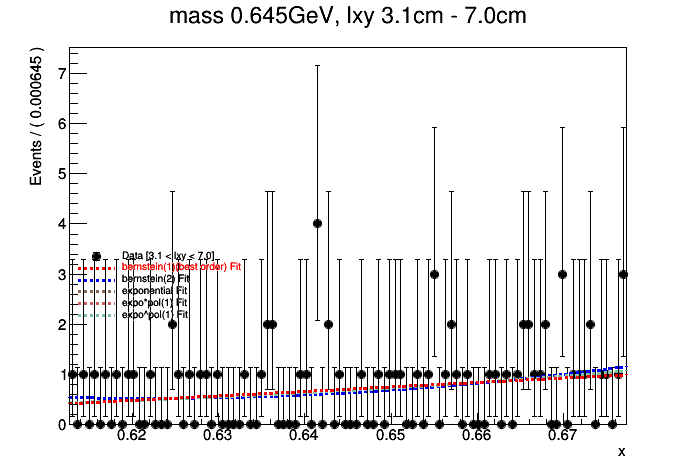 mass 0.645GeV, lxy 3.1cm - 7.0cm
Events / ( 0.000645 )
7
6
5
4
3
2
1
0
Data [3.1 < lxy < 7.0]
bernstein(1)(best order) Fit
bernstein(2) Fit
exponential Fit
expo*pol(1) Fit
expo^pol(1) Fit
0.62 0.63 0.64 0.65 0.66 0.67
x